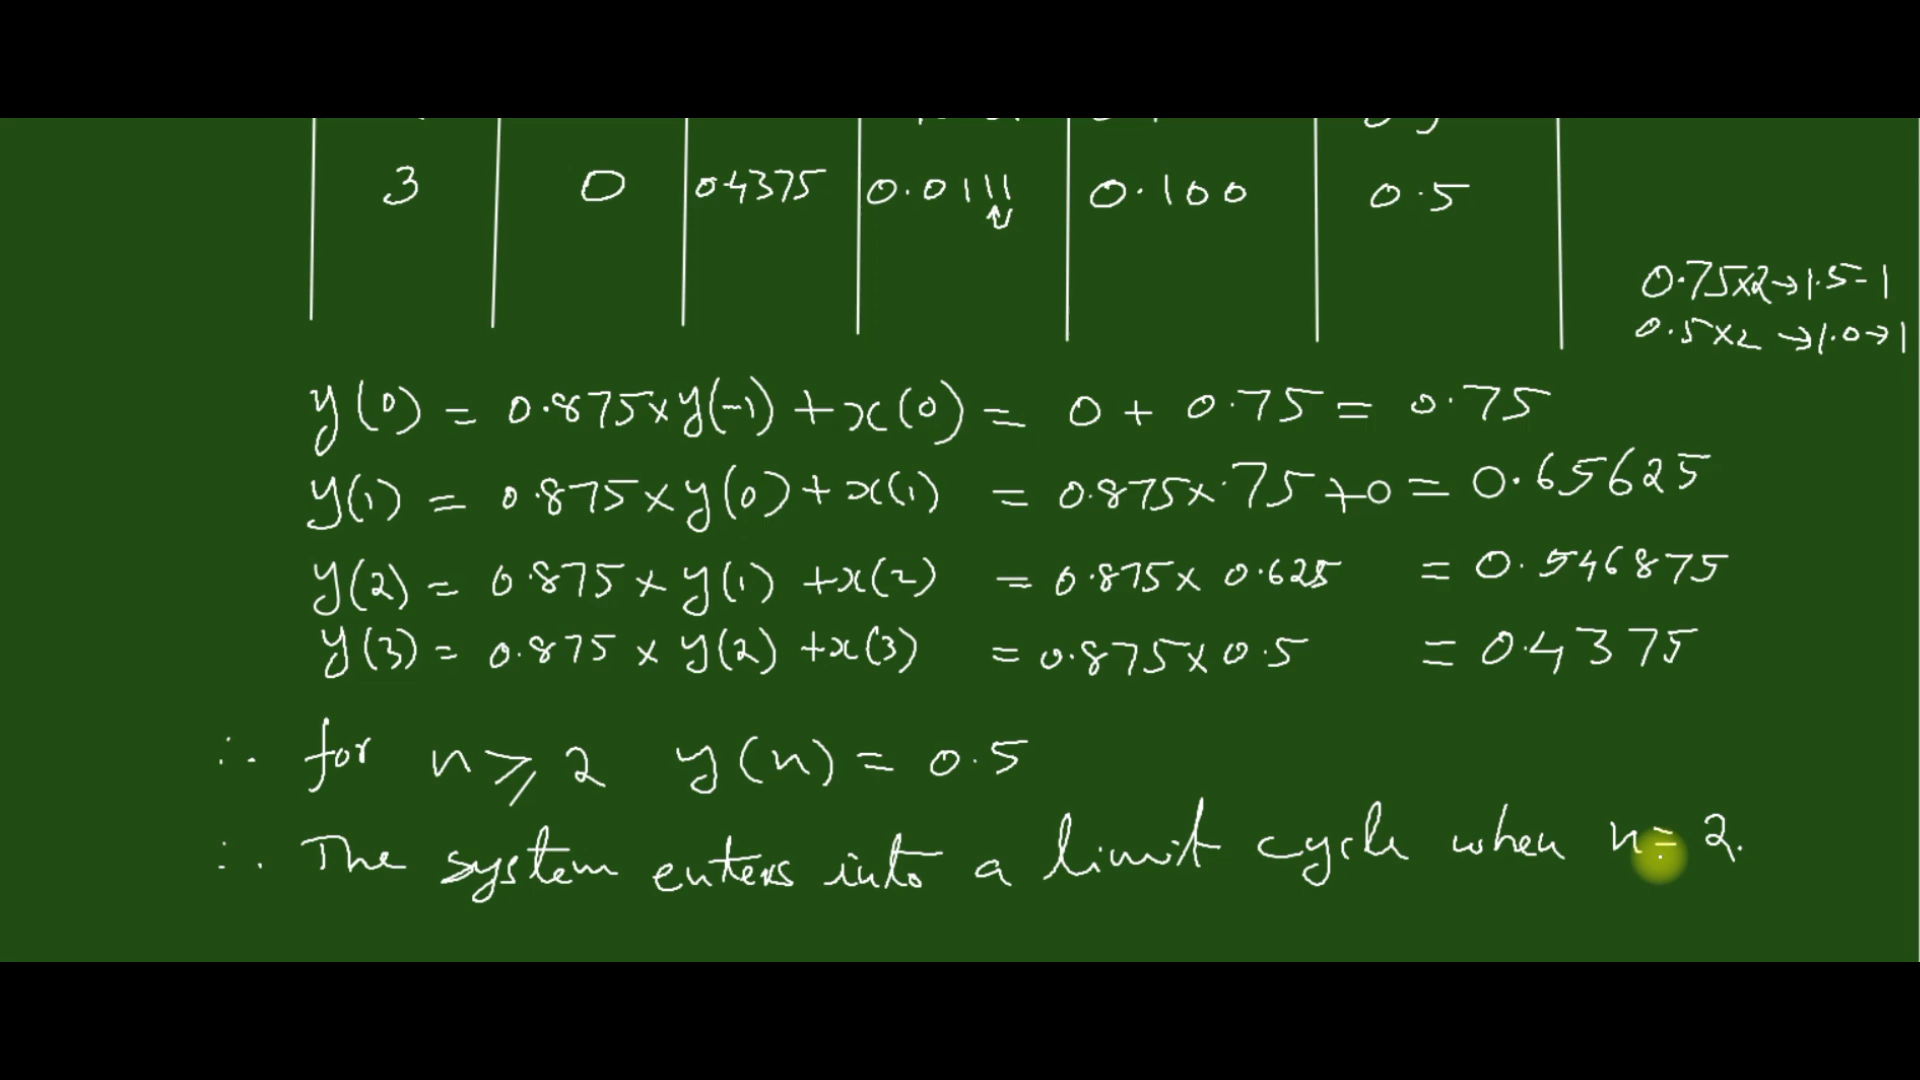 3 0 0.4375 0.0111 0.100 0.5
0.75×2→1.5-1
0.5×2→1.0→1
y(0) = 0.875×y(-1) + x(0) = 0 + 0.75 = 0.75
y(1) = 0.875×y(0) + x(1) = 0.875×.75+0 = 0.65625
y(2) = 0.875×y(1) + x(2) = 0.875×0.625 = 0.546875
y(3) = 0.875×y(2) + x(3) = 0.875×0.5 = 0.4375
∴ for n ≥ 2 y(n) = 0.5
∴ The system enters into a limit cycle when n = 2.